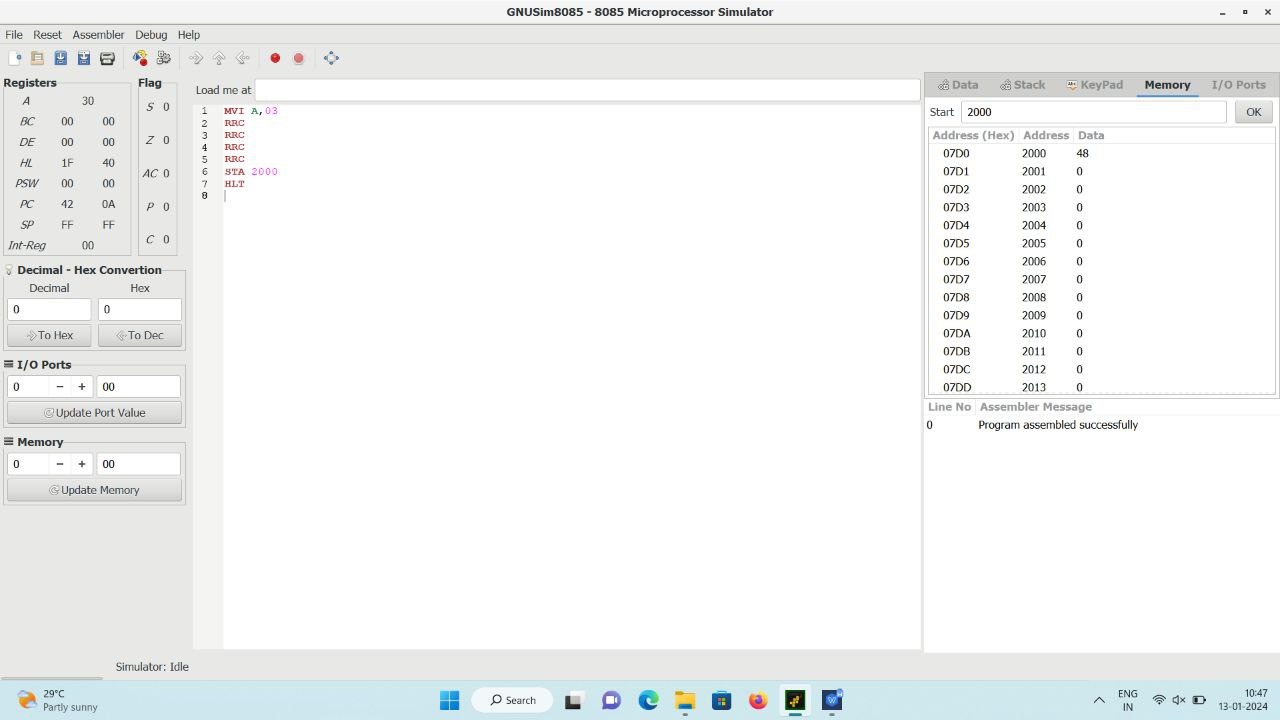 GNUSim8085 - 8085 Microprocessor Simulator
File Reset Assembler Debug Help
Registers
A 30
BC 00 00
DE 00 00
HL 1F 40
PSW 00 00
PC 42 0A
SP FF FF
Int-Reg 00
Flag
S 0
Z 0
AC 0
P 0
C 0
Decimal - Hex Convertion
Decimal Hex
0 0
To Hex To Dec
I/O Ports
0 - + 00
Update Port Value
Memory
0 - + 00
Update Memory
Load me at
1 MVI A,03
2 RRC
3 RRC
4 RRC
5 RRC
6 STA 2000
7 HLT
8
Data Stack KeyPad Memory I/O Ports
Start 2000 OK
Address (Hex) Address Data
07D0 2000 48
07D1 2001 0
07D2 2002 0
07D3 2003 0
07D4 2004 0
07D5 2005 0
07D6 2006 0
07D7 2007 0
07D8 2008 0
07D9 2009 0
07DA 2010 0
07DB 2011 0
07DC 2012 0
07DD 2013 0
Line No Assembler Message
0 Program assembled successfully
Simulator: Idle
29°C
Partly sunny
Search
ENG
IN
10:47
13-01-2024